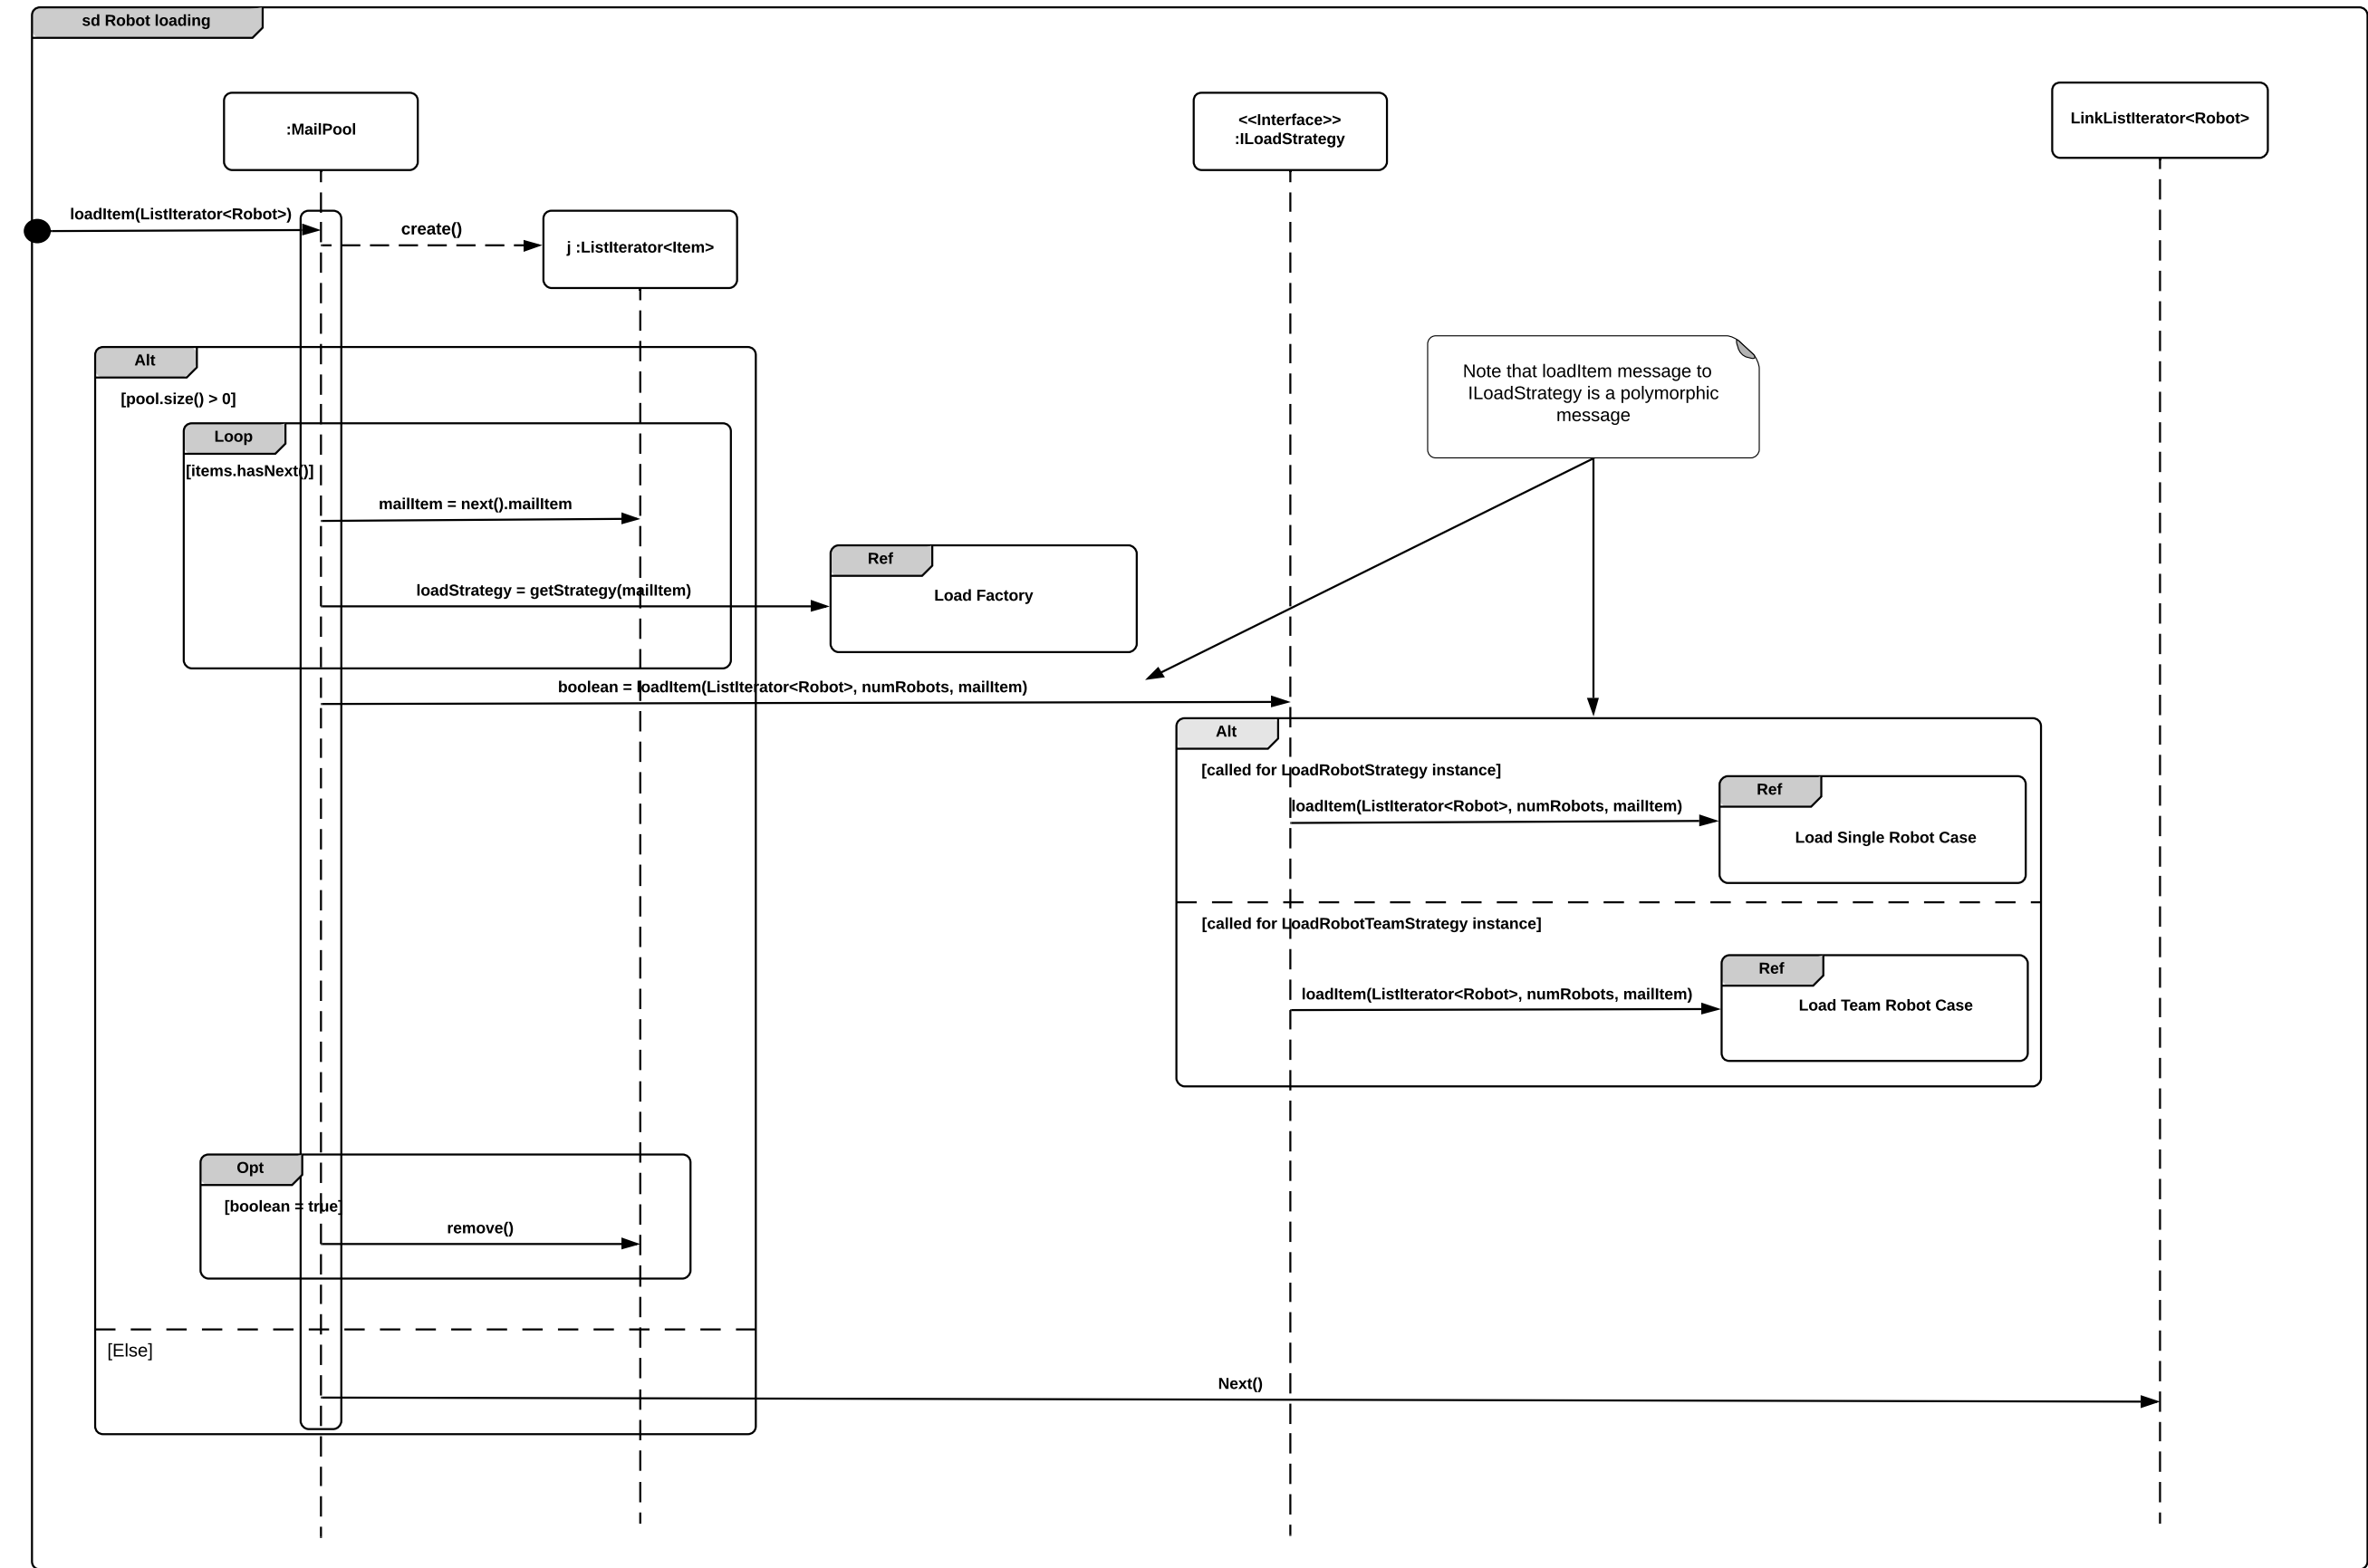 sd Robot loading
:MailPool
<<Interface>>
:ILoadStrategy
LinkListIterator<Robot>
loadItem(ListIterator<Robot>)
create()
j :ListIterator<Item>
Alt
[pool.size() > 0]
Note that loadItem message to
ILoadStrategy is a polymorphic
message
Loop
[items.hasNext()]
mailItem = next().mailItem
Ref
loadStrategy = getStrategy(mailItem)
Load Factory
boolean = loadItem(ListIterator<Robot>, numRobots, mailItem)
Alt
[called for LoadRobotStrategy instance]
Ref
loadItem(ListIterator<Robot>, numRobots, mailItem)
Load Single Robot Case
[called for LoadRobotTeamStrategy instance]
Ref
loadItem(ListIterator<Robot>, numRobots, mailItem)
Load Team Robot Case
Opt
[boolean = true]
remove()
[Else]
Next()